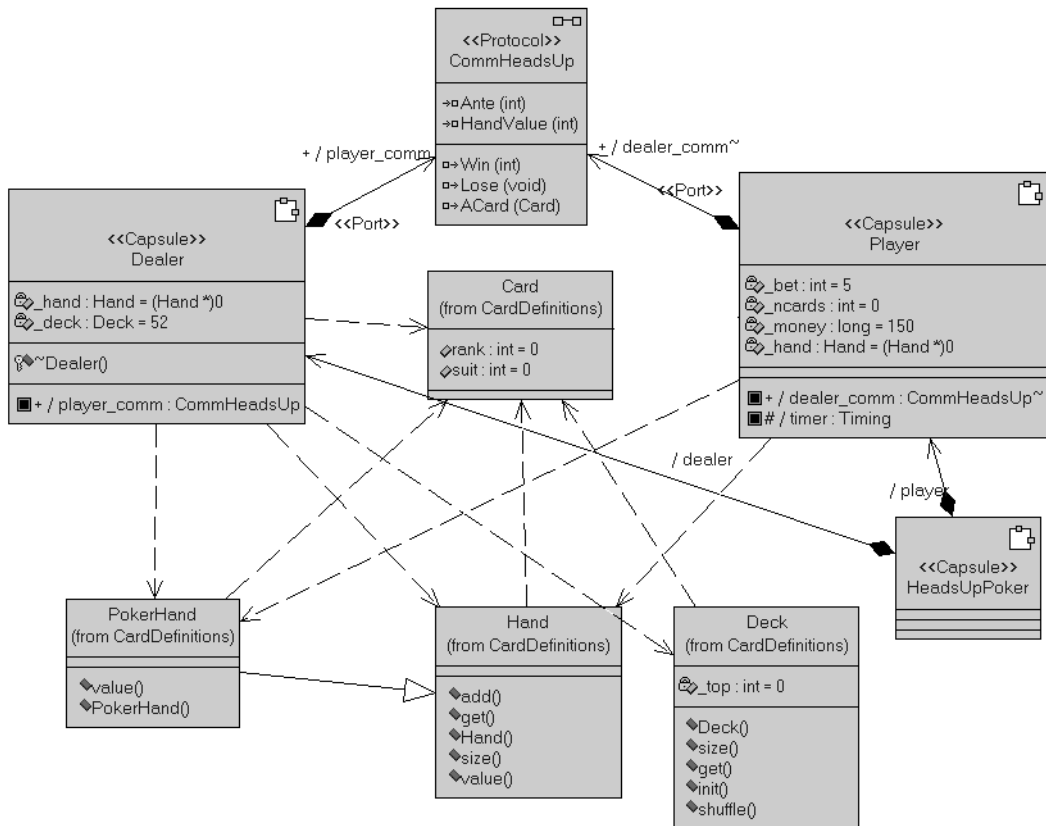 <<Protocol>>
CommHeadsUp
Ante (int)
HandValue (int)
Win (int)
Lose (void)
ACard (Card)
+ / player_comm
+ / dealer_comm~
<<Port>>
<<Port>>
<<Capsule>>
Dealer
_hand : Hand = (Hand *)0
_deck : Deck = 52
~Dealer()
+ / player_comm : CommHeadsUp
Card
(from CardDefinitions)
rank : int = 0
suit : int = 0
<<Capsule>>
Player
_bet : int = 5
_ncards : int = 0
_money : long = 150
_hand : Hand = (Hand *)0
+ / dealer_comm : CommHeadsUp~
# / timer : Timing
/ dealer
/ player
<<Capsule>>
HeadsUpPoker
PokerHand
(from CardDefinitions)
value()
PokerHand()
Hand
(from CardDefinitions)
add()
get()
Hand()
size()
value()
Deck
(from CardDefinitions)
_top : int = 0
Deck()
size()
get()
init()
shuffle()